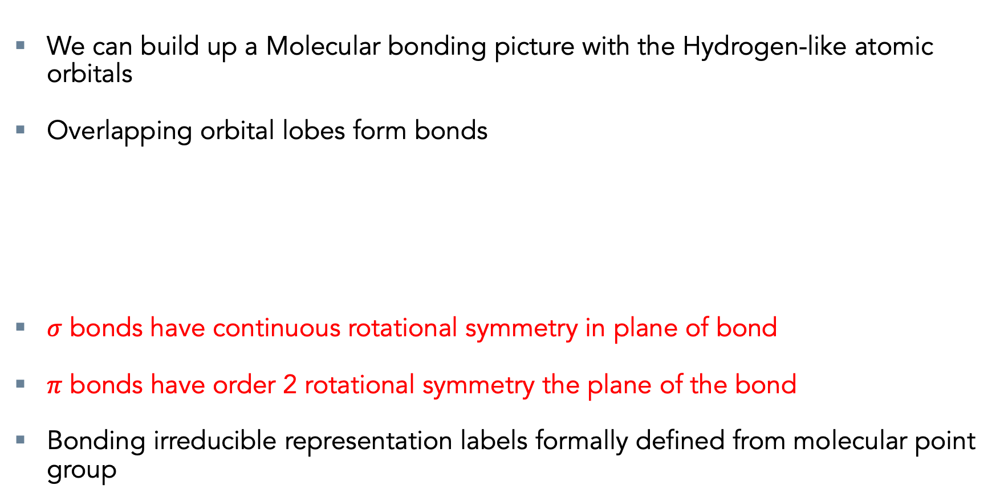 ▪ We can build up a Molecular bonding picture with the Hydrogen-like atomic
orbitals
▪ Overlapping orbital lobes form bonds
▪ σ bonds have continuous rotational symmetry in plane of bond
▪ π bonds have order 2 rotational symmetry the plane of the bond
▪ Bonding irreducible representation labels formally defined from molecular point
group